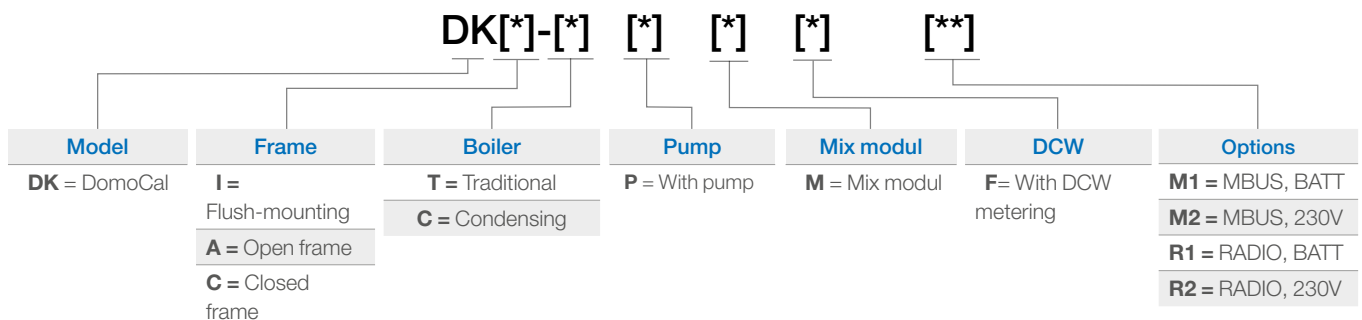 DK[*]-[*] [*] [*] [*] [**]
Model Frame Boiler Pump Mix modul DCW Options
DK = DomoCal
I =
Flush-mounting
A = Open frame
C = Closed
frame
T = Traditional
C = Condensing
P = With pump
M = Mix modul
F= With DCW
metering
M1 = MBUS, BATT
M2 = MBUS, 230V
R1 = RADIO, BATT
R2 = RADIO, 230V